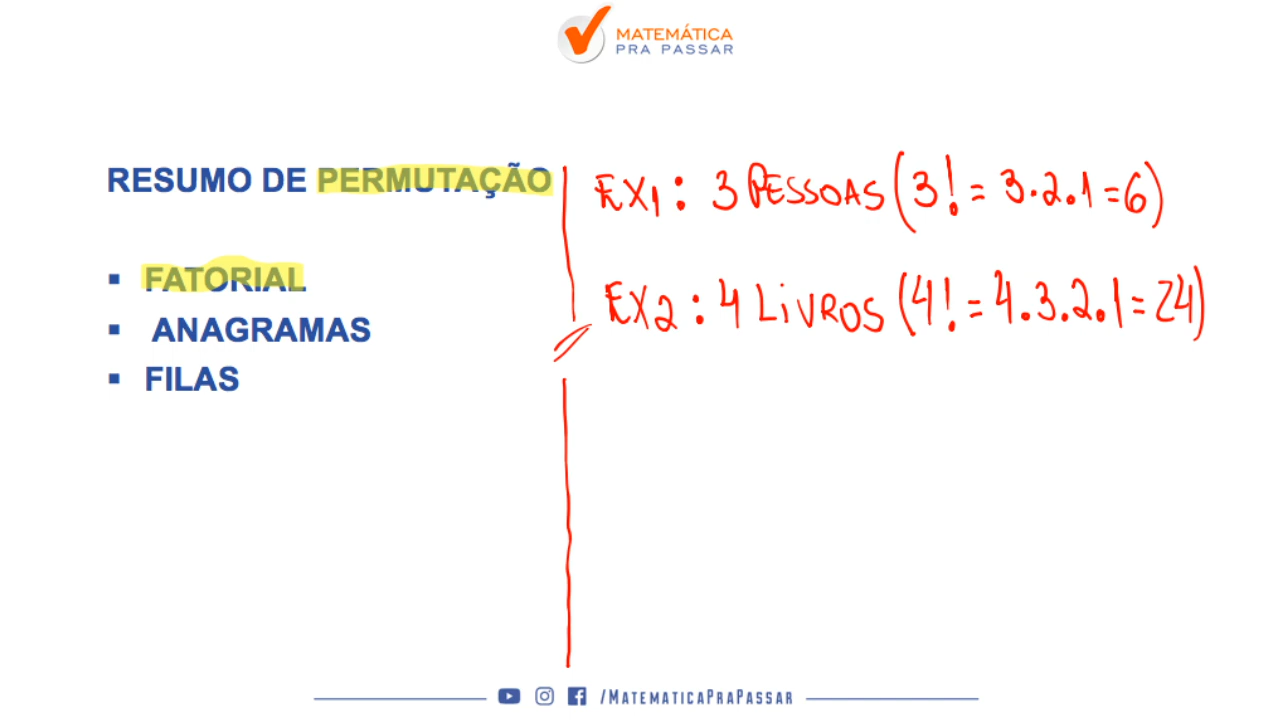 MATEMÁTICA
PRA PASSAR
RESUMO DE PERMUTAÇÃO
▪ FATORIAL
▪ ANAGRAMAS
▪ FILAS
EX1: 3 PESSOAS (3! = 3.2.1 = 6)
EX2: 4 LiVROS (4! = 4.3.2.1 = 24)
/MATEMATICAPRAPASSAR